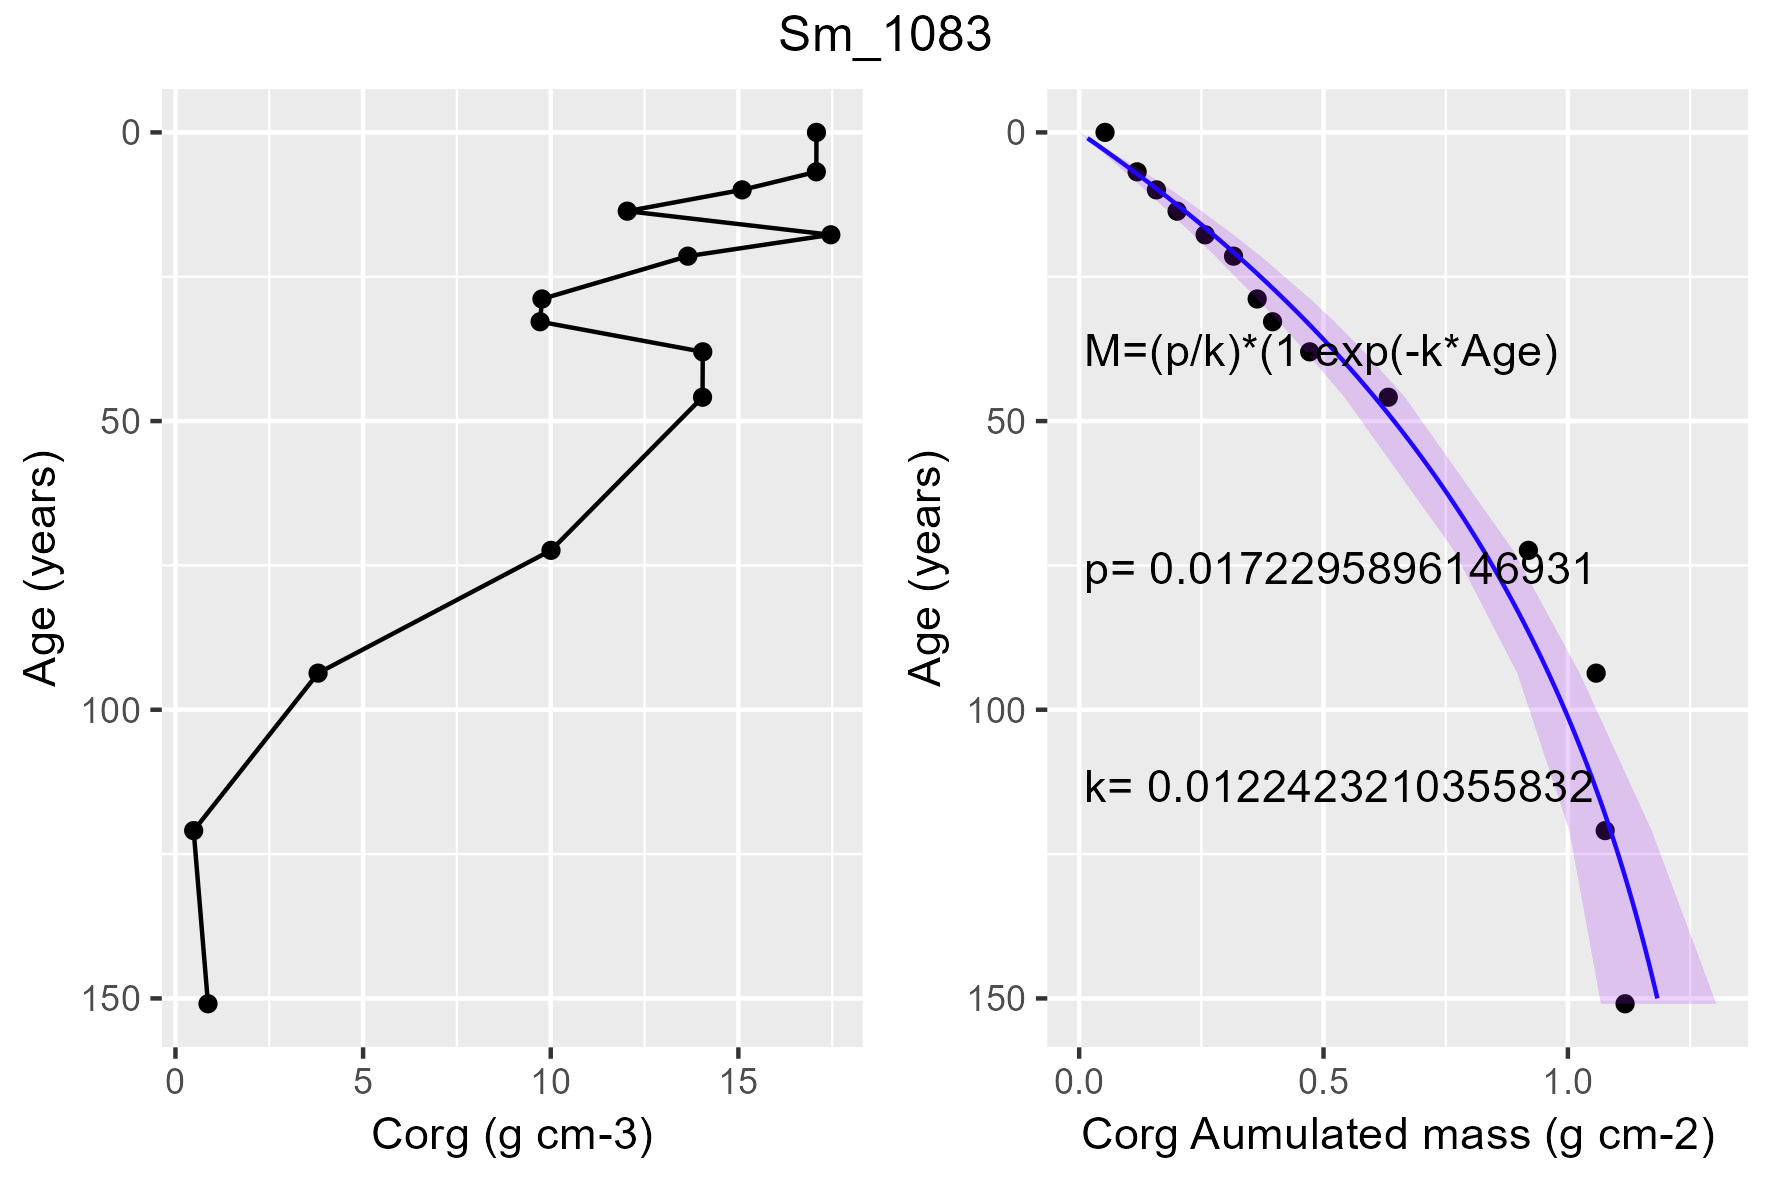 Sm_1083
0
50
100
150
Age (years)
0 5 10 15
Corg (g cm-3)
0
50
100
150
Age (years)
M=(p/k)*(1-exp(-k*Age)
p= 0.0172295896146931
k= 0.0122423210355832
0.0 0.5 1.0
Corg Aumulated mass (g cm-2)